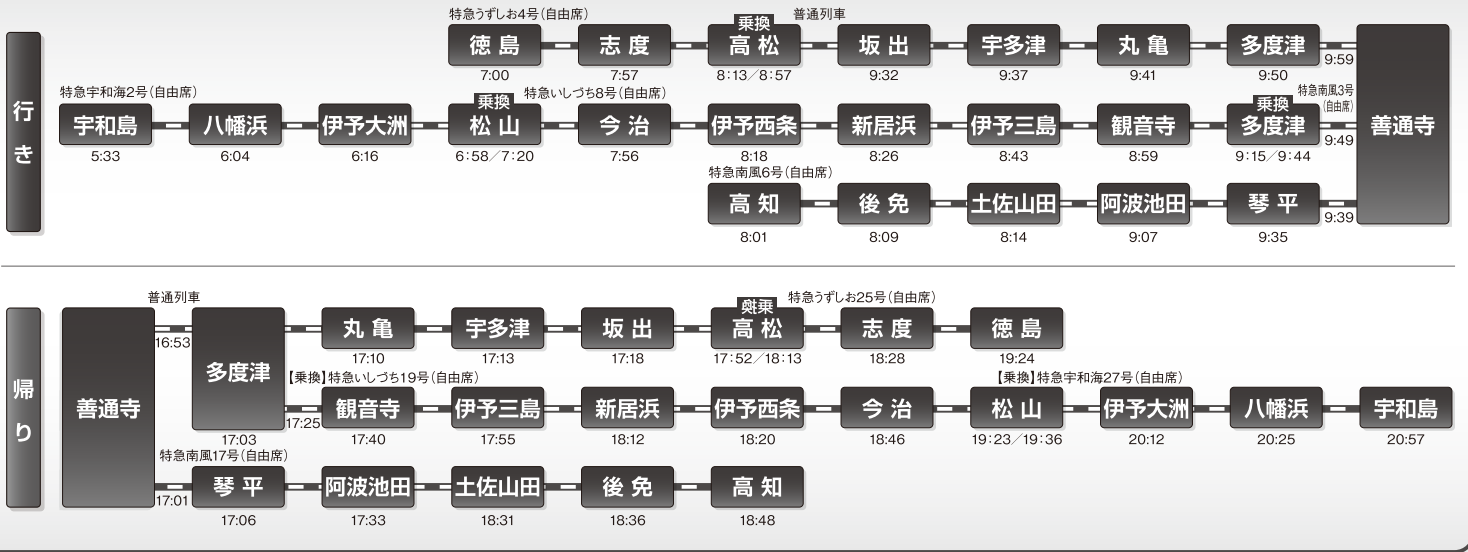 行き
特急うずしお4号(自由席) 乗換 普通列車
徳島 志度 高松 坂出 宇多津 丸亀 多度津
7:00 7:57 8:13/8:57 9:32 9:37 9:41 9:50 9:59
特急宇和海2号(自由席) 乗換 特急いしづち8号(自由席) 乗換 特急南風3号(自由席)
宇和島 八幡浜 伊予大洲 松山 今治 伊予西条 新居浜 伊予三島 観音寺 多度津 善通寺
5:33 6:04 6:16 6:58/7:20 7:56 8:18 8:26 8:43 8:59 9:15/9:44 9:49
特急南風6号(自由席)
高知 後免 土佐山田 阿波池田 琴平
8:01 8:09 8:14 9:07 9:35 9:39
帰り
普通列車 乗換 特急うずしお25号(自由席)
16:53 丸亀 宇多津 坂出 高松 志度 徳島
17:10 17:13 17:18 17:52/18:13 18:28 19:24
多度津
【乗換】特急いしづち19号(自由席) 【乗換】特急宇和海27号(自由席)
善通寺 観音寺 伊予三島 新居浜 伊予西条 今治 松山 伊予大洲 八幡浜 宇和島
17:03 17:25 17:40 17:55 18:12 18:20 18:46 19:23/19:36 20:12 20:25 20:57
特急南風17号(自由席)
17:01 琴平 阿波池田 土佐山田 後免 高知
17:06 17:33 18:31 18:36 18:48